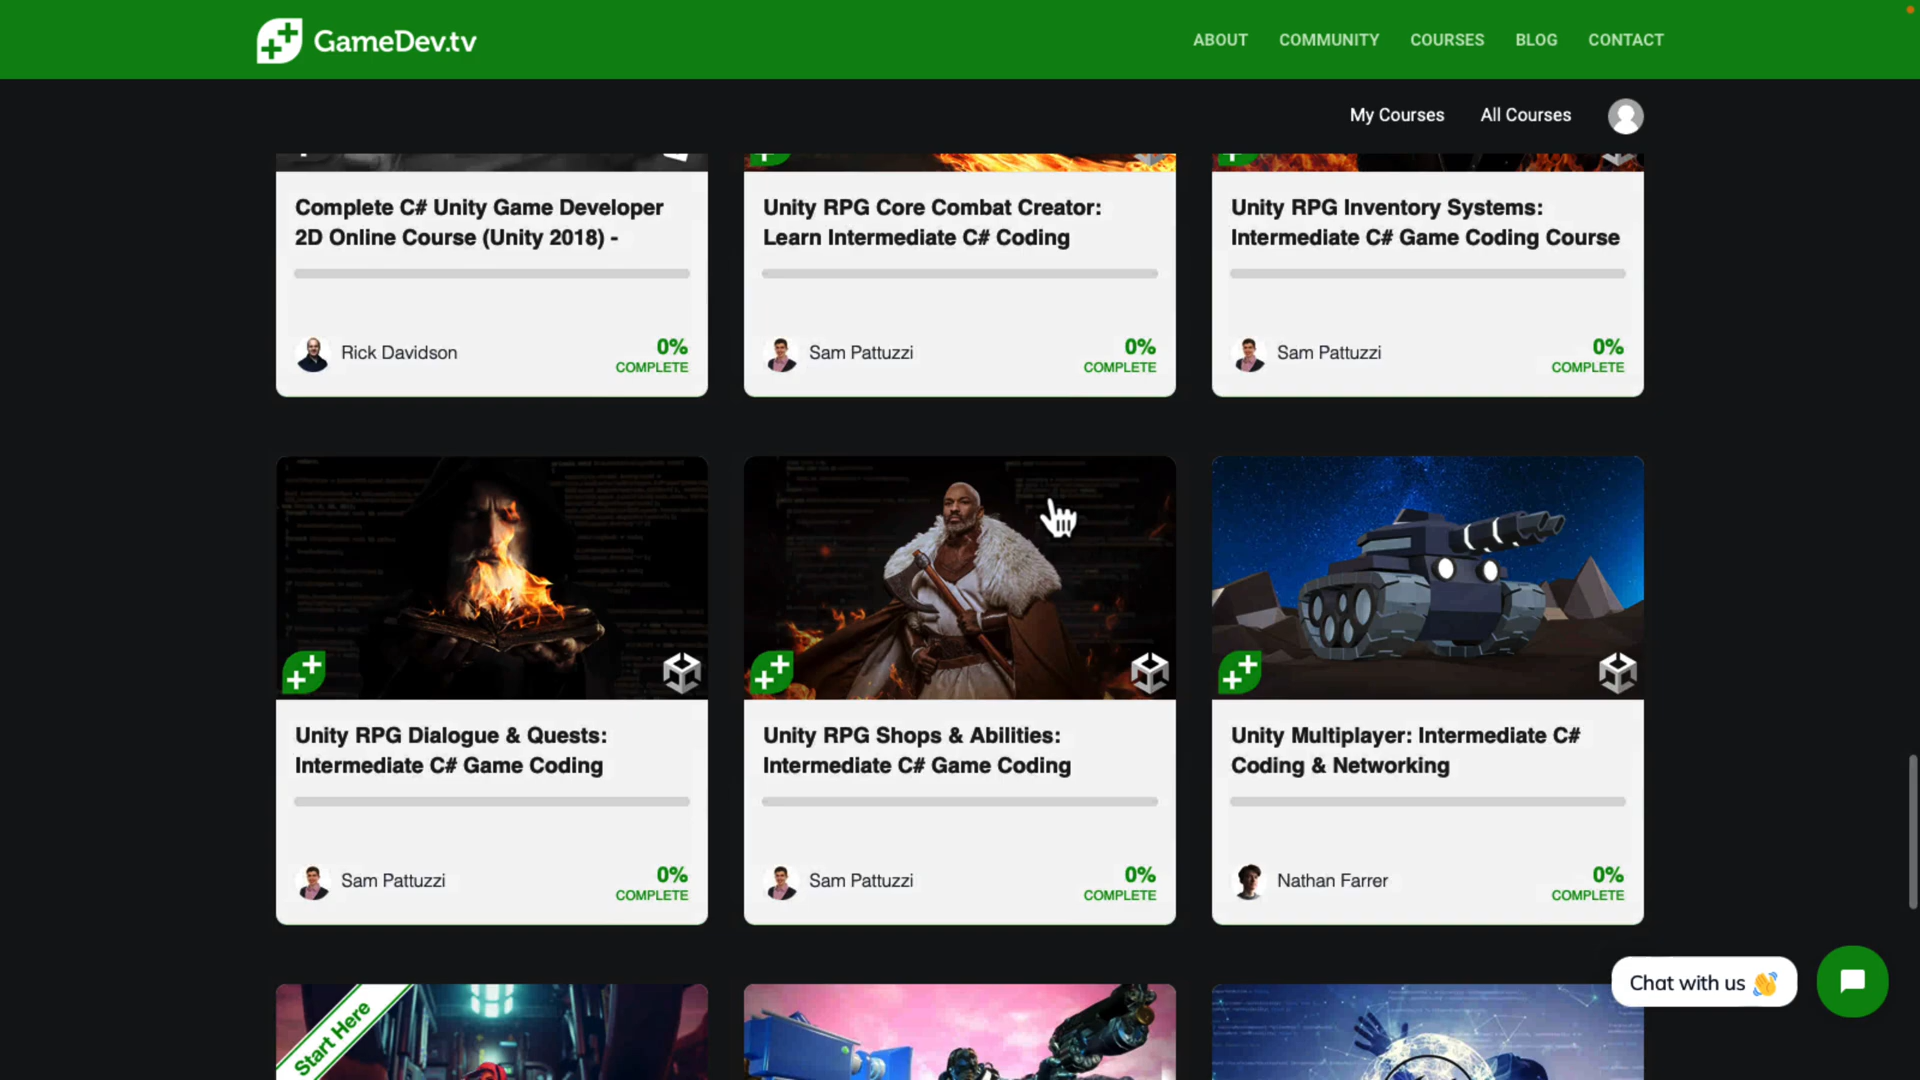 GameDev.tv
ABOUT
COMMUNITY
COURSES
BLOG
CONTACT
My Courses
All Courses
Complete C# Unity Game Developer
2D Online Course (Unity 2018) -
Rick Davidson
0%
COMPLETE
Unity RPG Core Combat Creator:
Learn Intermediate C# Coding
Sam Pattuzzi
0%
COMPLETE
Unity RPG Inventory Systems:
Intermediate C# Game Coding Course
Sam Pattuzzi
0%
COMPLETE
Unity RPG Dialogue & Quests:
Intermediate C# Game Coding
Sam Pattuzzi
0%
COMPLETE
Unity RPG Shops & Abilities:
Intermediate C# Game Coding
Sam Pattuzzi
0%
COMPLETE
Unity Multiplayer: Intermediate C#
Coding & Networking
Nathan Farrer
0%
COMPLETE
Start Here
Chat with us 👋